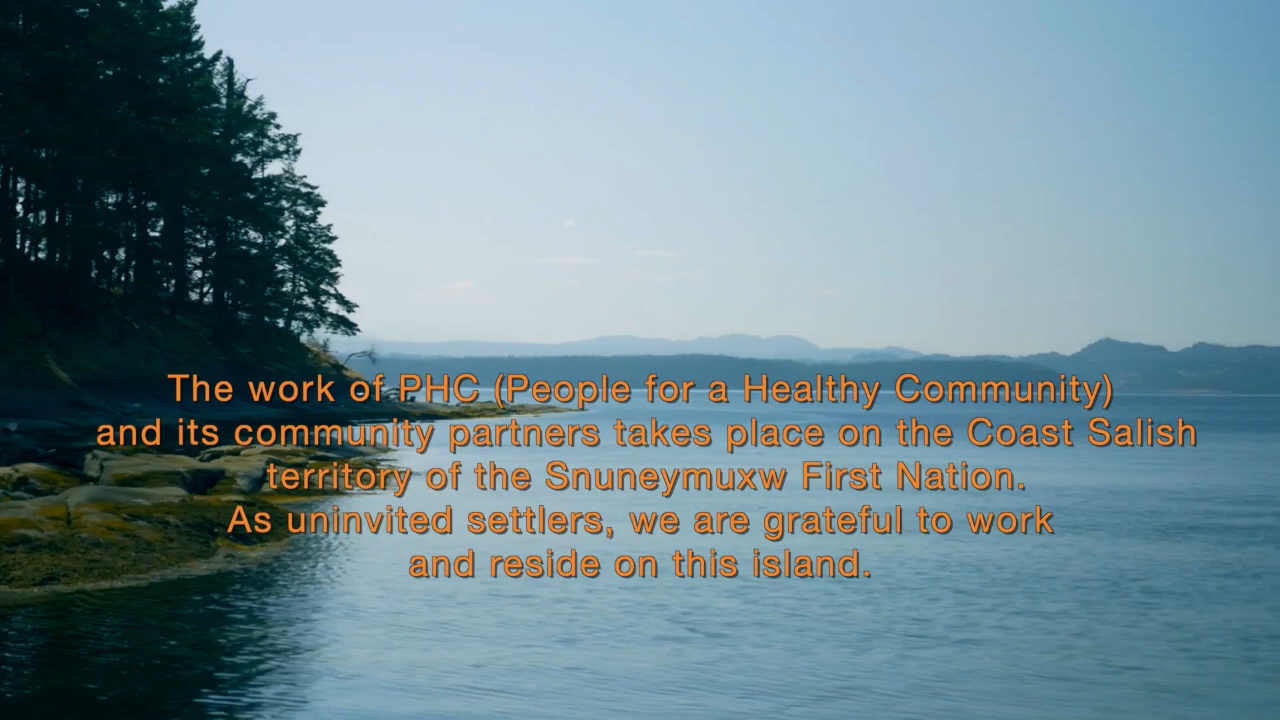 The work of PHC (People for a Healthy Community)
and its community partners takes place on the Coast Salish
territory of the Snuneymuxw First Nation.
As uninvited settlers, we are grateful to work
and reside on this island.